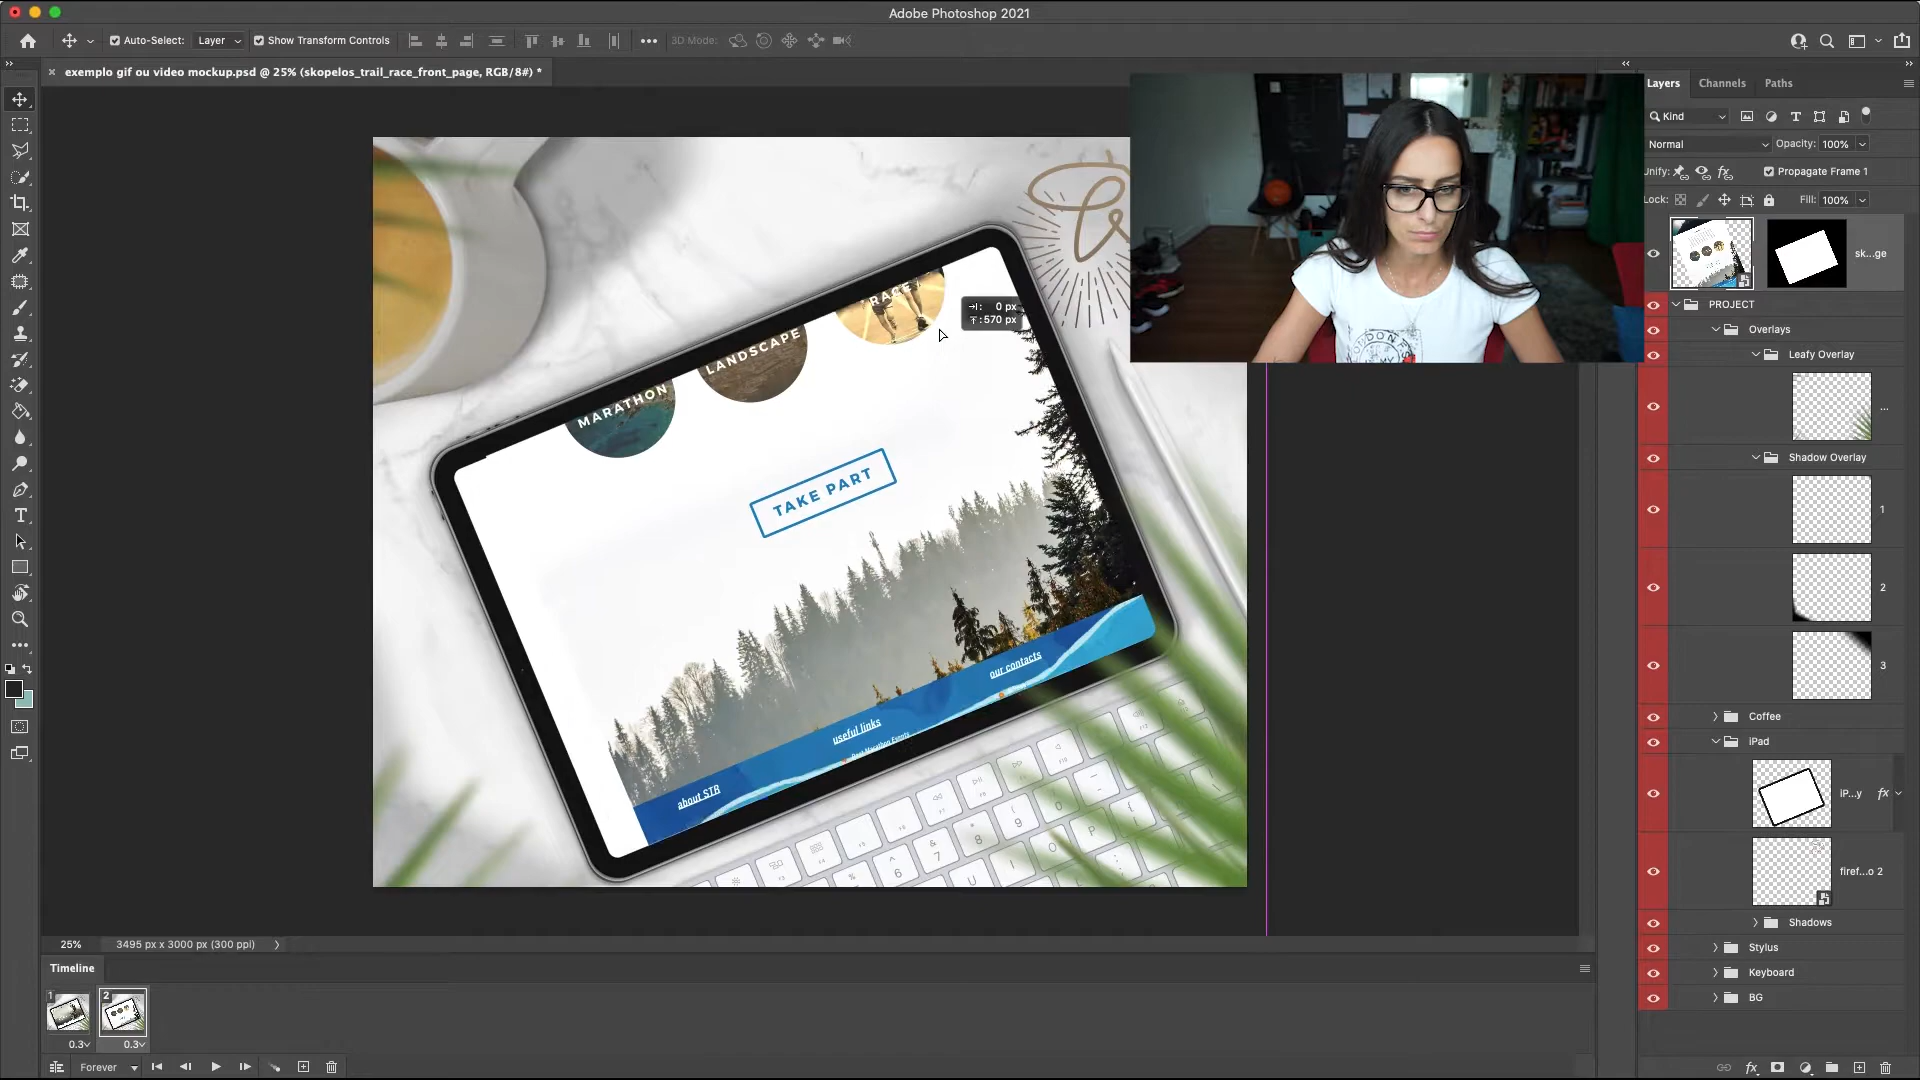 Adobe Photoshop 2021
Auto-Select: Layer Show Transform Controls 3D Mode:
exemplo gif ou video mockup.psd @ 25% (skopelos_trail_race_front_page, RGB/8#) *
Layers Channels Paths
Kind
Normal Opacity: 100%
Unify: Propagate Frame 1
Lock: Fill: 100%
sk...ge
PROJECT
Overlays
Leafy Overlay
...
Shadow Overlay
1
2
3
Coffee
iPad
iP...y fx
firef...o 2
Shadows
Stylus
Keyboard
BG
RACE
LANDSCAPE
MARATHON
0 px
570 px
TAKE PART
our contacts
useful links
about STR
25% 3495 px x 3000 px (300 ppi)
Timeline
1 2
0.3 0.3
Forever